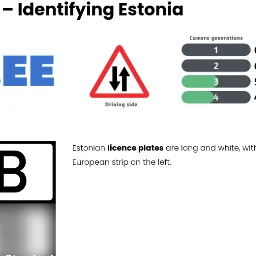 – Identifying Estonia
Camera generations
1
2
3
4
EE
Driving side
B
Estonian licence plates are long and white, with
European strip on the left.